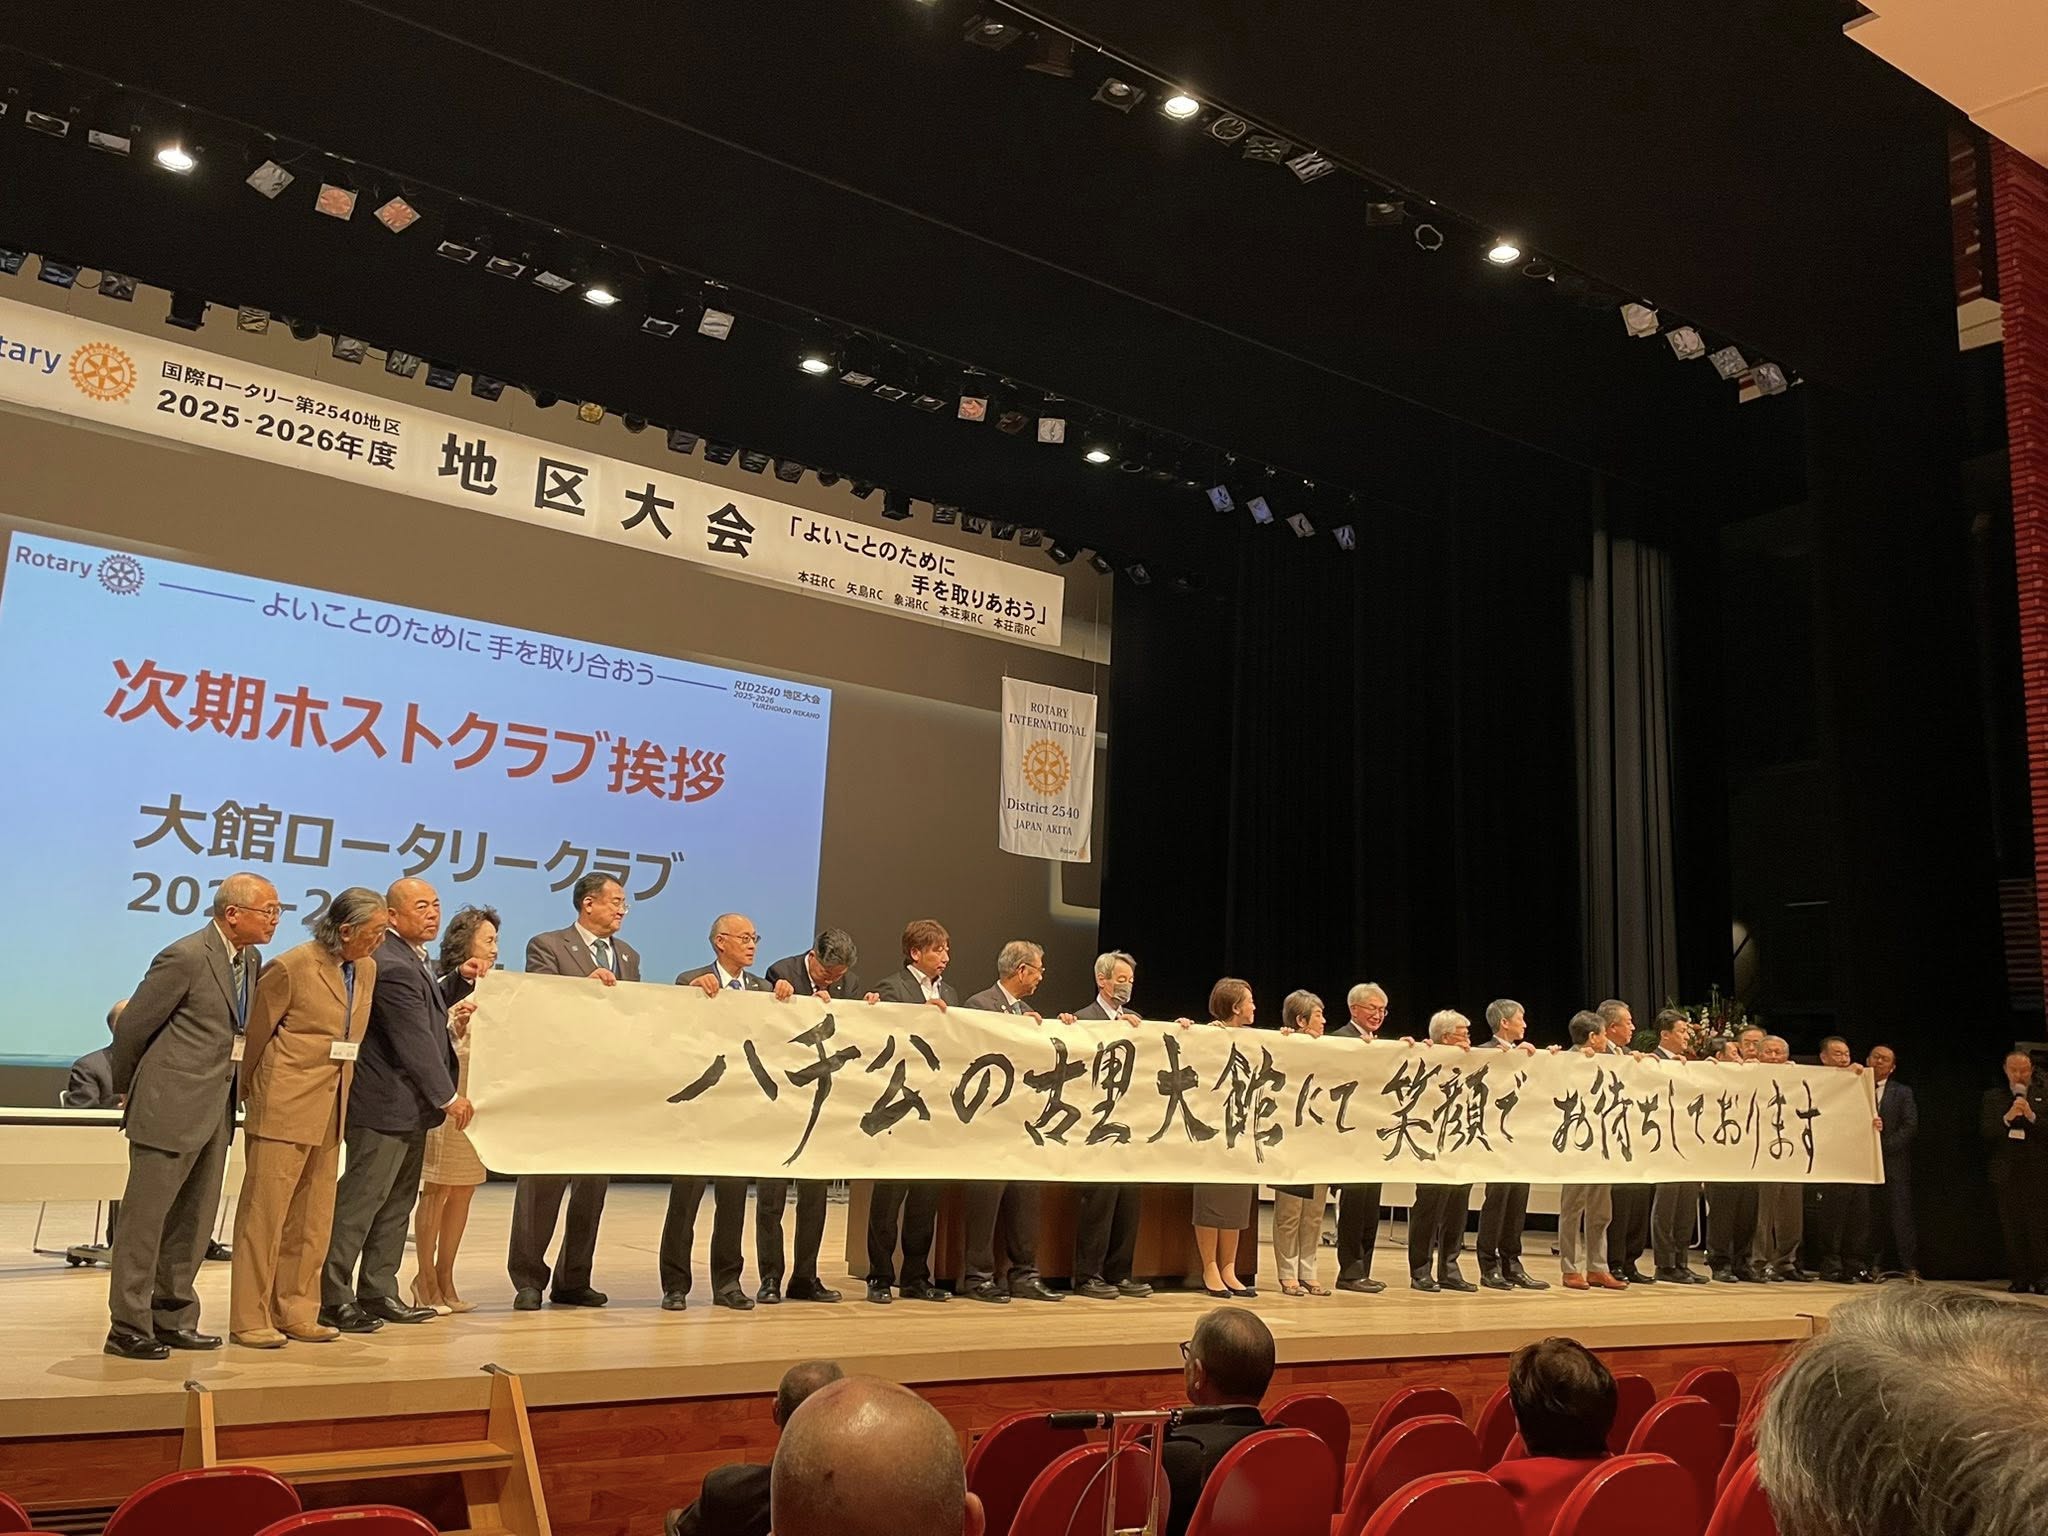 tary
国際ロータリー第2540地区
2025-2026年度
地区大会
「よいことのために
手を取りあおう」
本荘RC 矢島RC 象潟RC 本荘東RC 本荘南RC
Rotary
よいことのために 手を取り合おう
RID2540 地区大会
2025-2026
YURIHONJO NIKAHO
次期ホストクラブ挨拶
大館ロータリークラブ
ROTARY
INTERNATIONAL
District 2540
JAPAN AKITA
Rotary
ハチ公の古里大館にて笑顔でお待ちしております